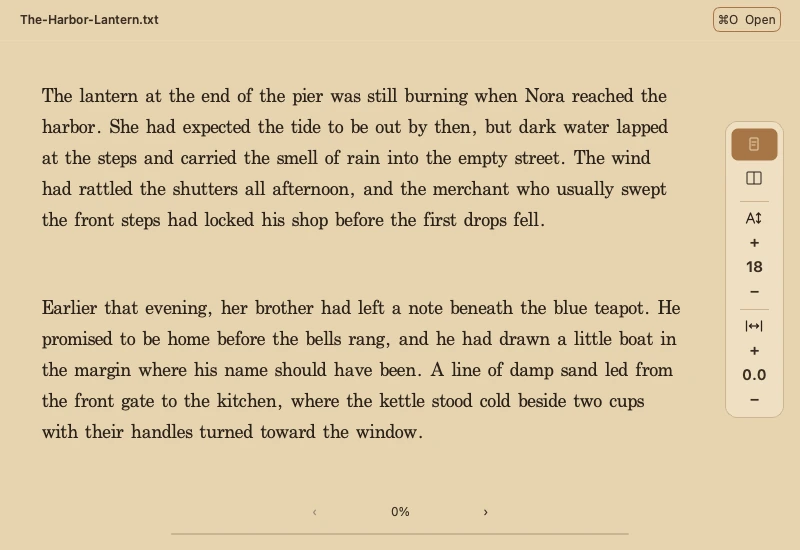 The-Harbor-Lantern.txt
⌘O Open
The lantern at the end of the pier was still burning when Nora reached the
harbor. She had expected the tide to be out by then, but dark water lapped
at the steps and carried the smell of rain into the empty street. The wind
had rattled the shutters all afternoon, and the merchant who usually swept
the front steps had locked his shop before the first drops fell.
Earlier that evening, her brother had left a note beneath the blue teapot. He
promised to be home before the bells rang, and he had drawn a little boat in
the margin where his name should have been. A line of damp sand led from
the front gate to the kitchen, where the kettle stood cold beside two cups
with their handles turned toward the window.
A
+
18
−
+
0.0
−
‹ 0% ›